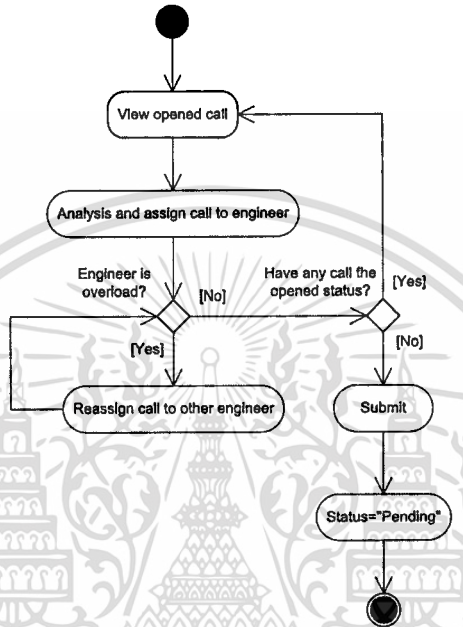 View opened call
Analysis and assign call to engineer
Engineer is
overload?
[No]
Have any call the
opened status?
[Yes]
[Yes]
[No]
Reassign call to other engineer
Submit
Status="Pending"